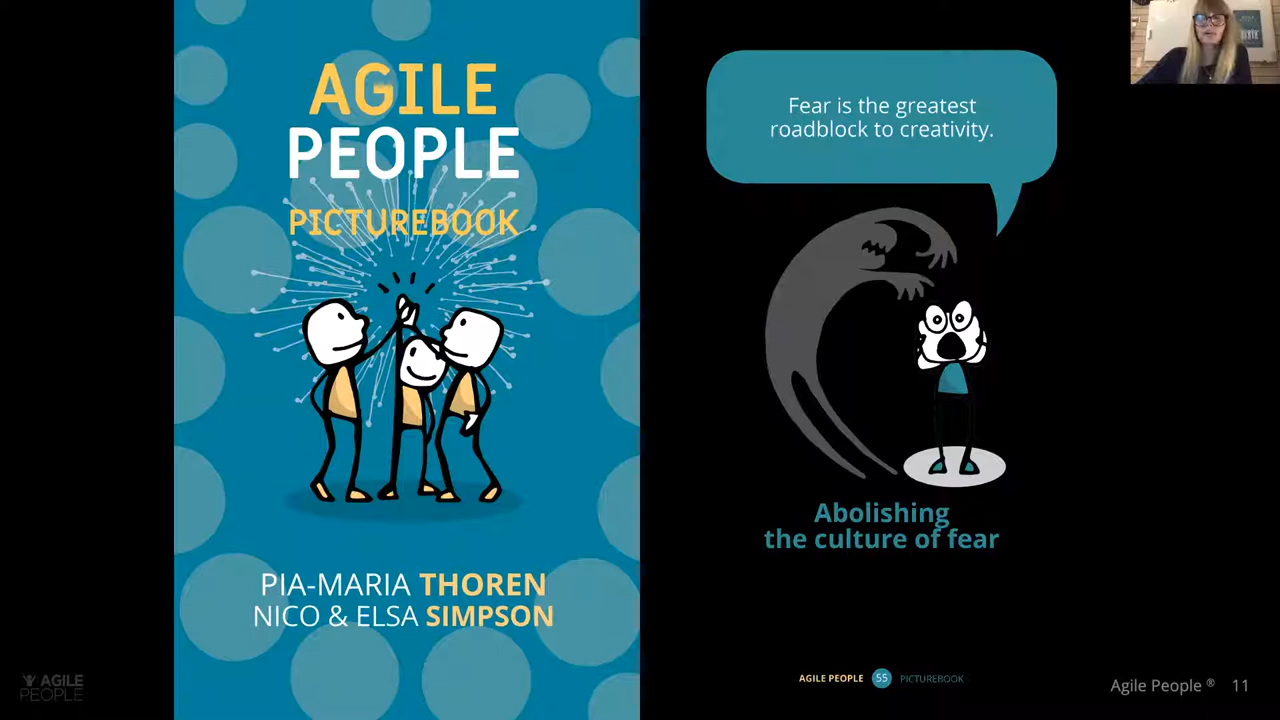 AGILE
PEOPLE
PICTUREBOOK
PIA-MARIA THOREN
NICO & ELSA SIMPSON
Fear is the greatest
roadblock to creativity.
Abolishing
the culture of fear
AGILE PEOPLE 55 PICTUREBOOK
AGILE
PEOPLE
Agile People ® 11